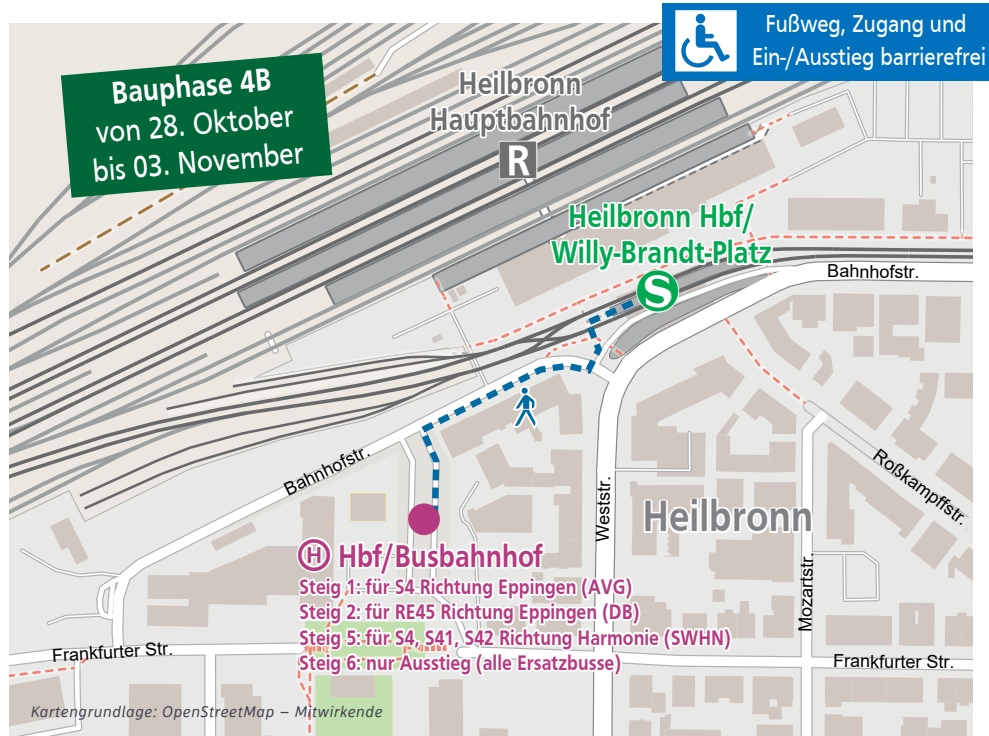 Fußweg, Zugang und
Ein-/Ausstieg barrierefrei
Bauphase 4B
von 28. Oktober
bis 03. November
Heilbronn
Hauptbahnhof
R
Heilbronn Hbf/
Willy-Brandt-Platz
S
Bahnhofstr.
Bahnhofstr.
Roßkampffstr.
Weststr.
Heilbronn
Mozartstr.
H Hbf/Busbahnhof
Steig 1: für S4 Richtung Eppingen (AVG)
Steig 2: für RE45 Richtung Eppingen (DB)
Steig 5: für S4, S41, S42 Richtung Harmonie (SWHN)
Steig 6: nur Ausstieg (alle Ersatzbusse)
Frankfurter Str.
Frankfurter Str.
Kartengrundlage: OpenStreetMap – Mitwirkende